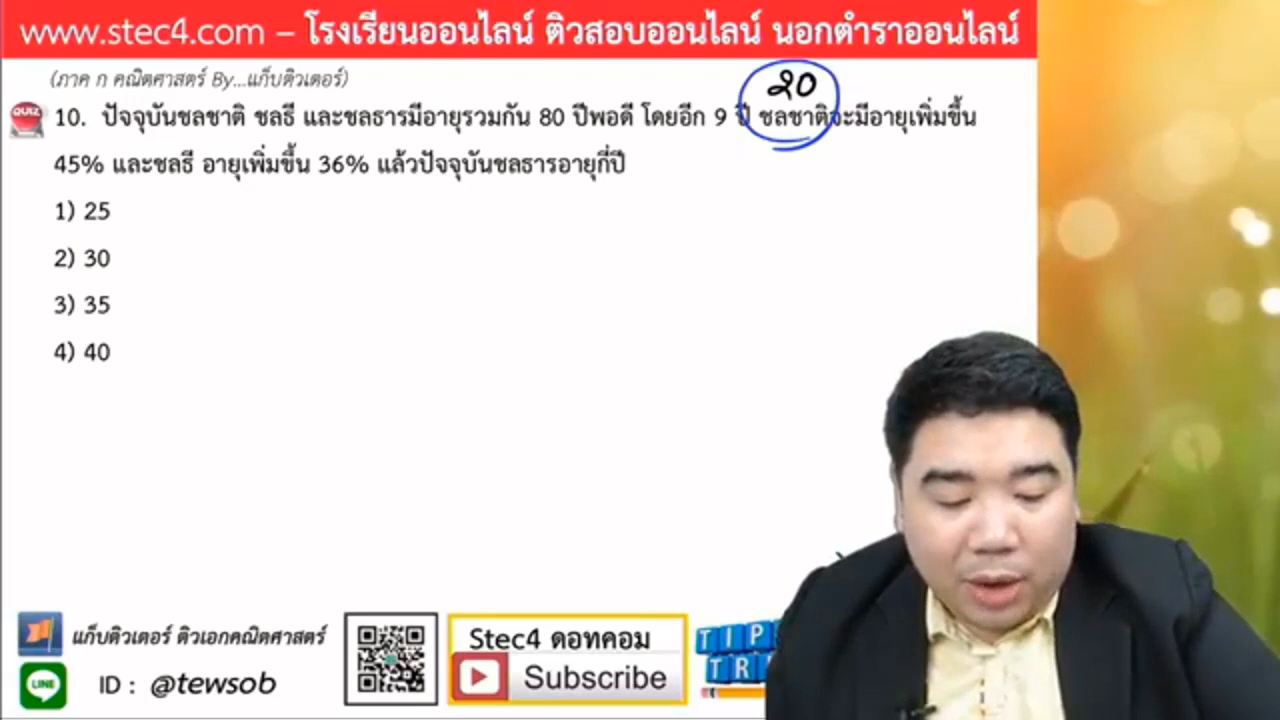 www.stec4.com – โรงเรียนออนไลน์ ติวสอบออนไลน์ นอกตำราออนไลน์
(ภาค ก คณิตศาสตร์ By...แก็บติวเตอร์)
20
QUIZ
10. ปัจจุบันชลชาติ ชลธี และชลธารมีอายุรวมกัน 80 ปีพอดี โดยอีก 9 ปี ชลชาติจะมีอายุเพิ่มขึ้น
45% และชลธี อายุเพิ่มขึ้น 36% แล้วปัจจุบันชลธารอายุกี่ปี
1) 25
2) 30
3) 35
4) 40
แก็บติวเตอร์ ติวเอกคณิตศาสตร์
LINE
ID : @tewsob
Stec4 ดอทคอม
Subscribe
TIP
TR